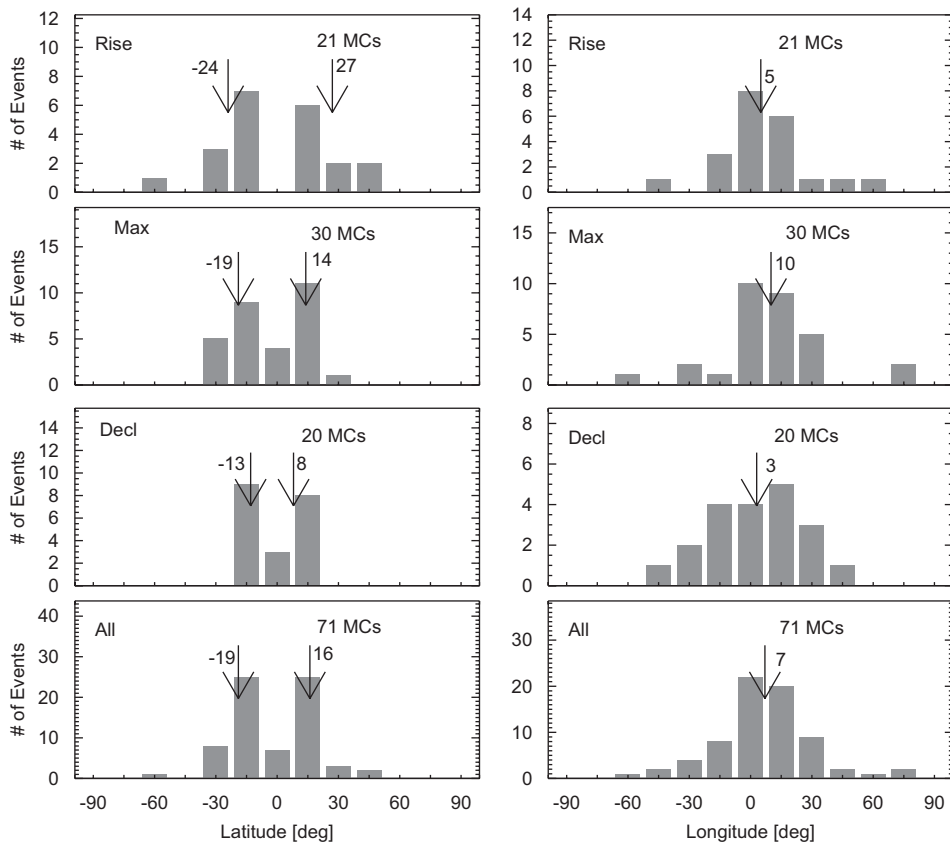 12
10
8
6
4
2
0
# of Events
Rise
21 MCs
-24
27
14
12
10
8
6
4
2
0
Rise
21 MCs
5
15
10
5
0
# of Events
Max
30 MCs
-19
14
15
10
5
0
Max
30 MCs
10
14
12
10
8
6
4
2
0
# of Events
Decl
20 MCs
-13
8
8
6
4
2
0
Decl
20 MCs
3
40
30
20
10
0
# of Events
All
71 MCs
-19
16
-90 -60 -30 0 30 60 90
Latitude [deg]
30
20
10
0
All
71 MCs
7
-90 -60 -30 0 30 60 90
Longitude [deg]